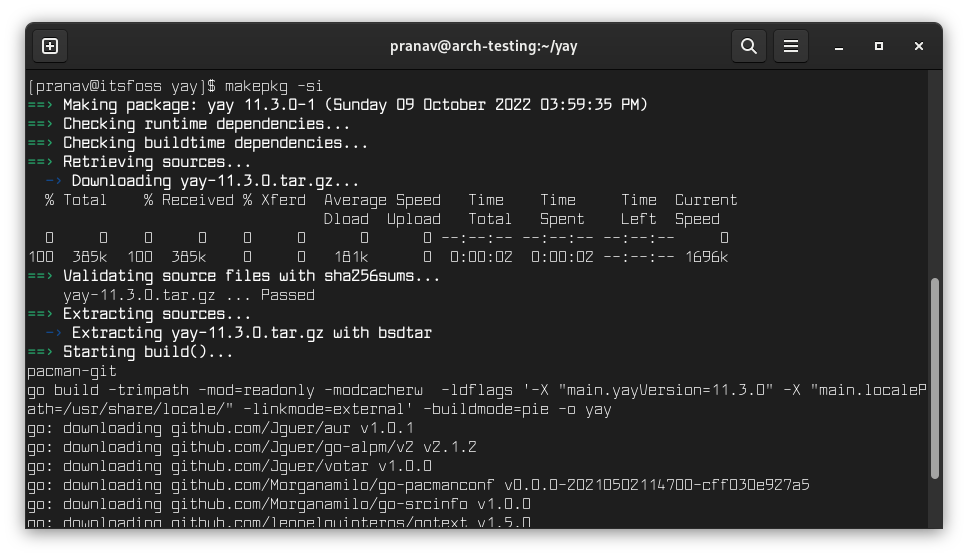 pranav@arch-testing:~/yay
[pranav@itsfoss yay]$ makepkg -si
==> Making package: yay 11.3.0-1 (Sunday 09 October 2022 03:59:35 PM)
==> Checking runtime dependencies...
==> Checking buildtime dependencies...
==> Retrieving sources...
  -> Downloading yay-11.3.0.tar.gz...
  % Total    % Received % Xferd  Average Speed   Time    Time     Time  Current
                                 Dload  Upload   Total   Spent    Left  Speed
  0     0    0     0    0     0      0      0 --:--:-- --:--:-- --:--:--     0
100  385k  100  385k    0     0   181k      0  0:00:02  0:00:02 --:--:-- 1696k
==> Validating source files with sha256sums...
    yay-11.3.0.tar.gz ... Passed
==> Extracting sources...
  -> Extracting yay-11.3.0.tar.gz with bsdtar
==> Starting build()...
pacman-git
go build -trimpath -mod=readonly -modcacherw  -ldflags '-X "main.yayVersion=11.3.0" -X "main.localeP
ath=/usr/share/locale/" -linkmode=external' -buildmode=pie -o yay
go: downloading github.com/Jguer/aur v1.0.1
go: downloading github.com/Jguer/go-alpm/v2 v2.1.2
go: downloading github.com/Jguer/votar v1.0.0
go: downloading github.com/Morganamilo/go-pacmanconf v0.0.0-20210502114700-cff030e927a5
go: downloading github.com/Morganamilo/go-srcinfo v1.0.0
go: downloading github.com/leonelquinteros/gotext v1.5.0